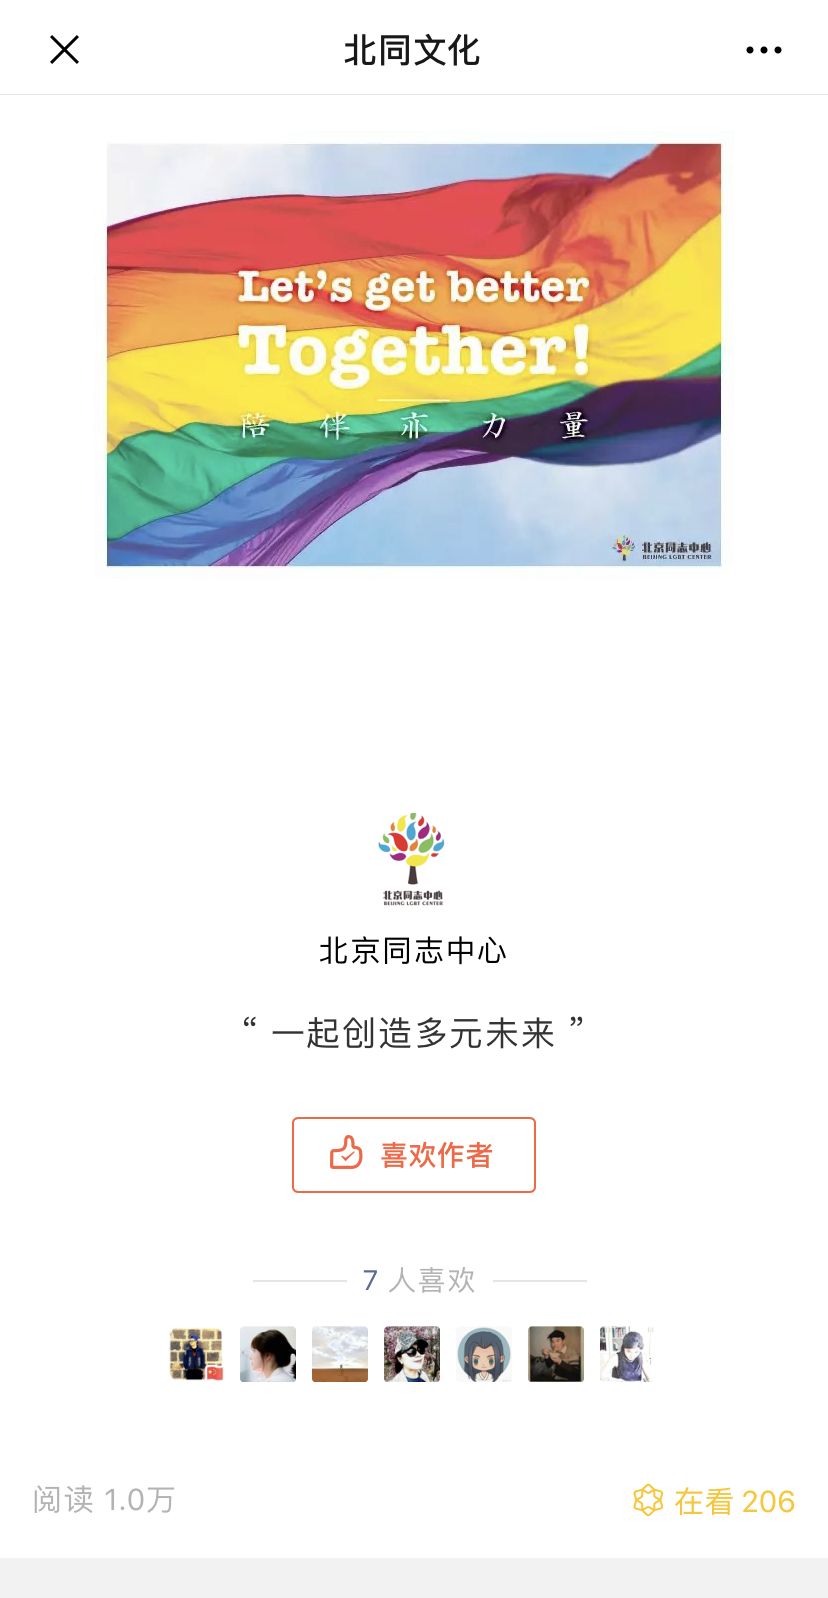 北同文化
Let's get better
Together!
陪伴亦力量
北京同志中心
BEIJING LGBT CENTER
北京同志中心
BEIJING LGBT CENTER
北京同志中心
“ 一起创造多元未来 ”
喜欢作者
7 人喜欢
阅读 1.0万
在看 206